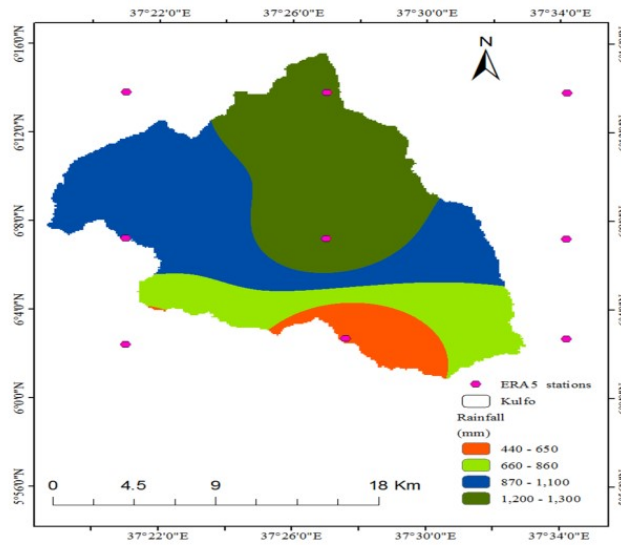 37°22'0"E 37°26'0"E 37°30'0"E 37°34'0"E
N
6°16'0"N
6°12'0"N
6°8'0"N
6°4'0"N
6°0'0"N
5°56'0"N
ERA5 stations
Kulfo
Rainfall
(mm)
440 - 650
660 - 860
870 - 1,100
1,200 - 1,300
0 4.5 9 18 Km
37°22'0"E 37°26'0"E 37°30'0"E 37°34'0"E